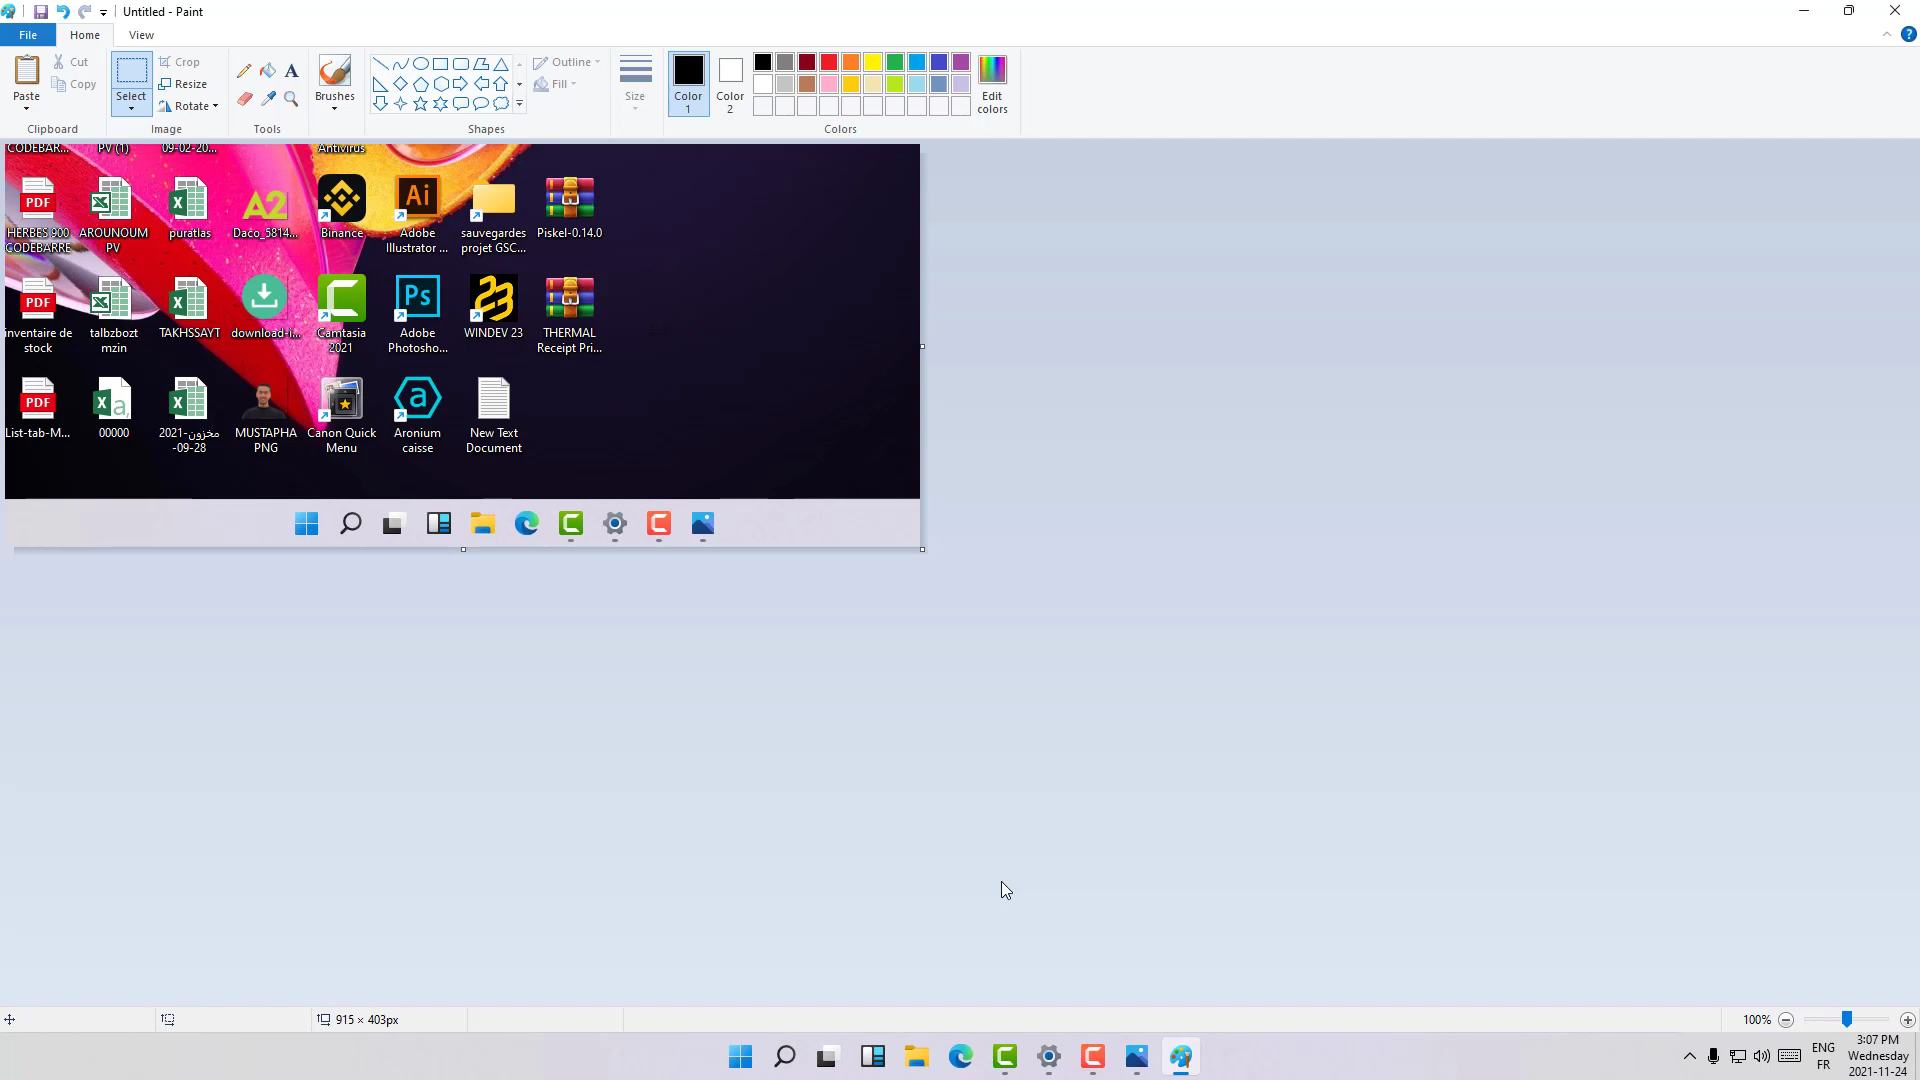 Untitled - Paint
File Home View
Paste
Cut
Copy
Clipboard
Select
Crop
Resize
Rotate
Image
A
Tools
Brushes
Shapes
Outline
Fill
Size
Color 1
Color 2
Edit colors
Colors
CODEBAR... PV (1) 09-02-20... Antivirus
PDF
HERBES 900 CODEBARRE
AROUNOUM PV
puratlas
A2
Daco_5814...
Binance
Ai
Adobe Illustrator ...
sauvegardes projet GSC...
Piskel-0.14.0
PDF
inventaire de stock
talbzbozt mzin
TAKHSSAYT
download-i...
Camtasia 2021
Ps
Adobe Photosho...
WINDEV 23
THERMAL Receipt Pri...
PDF
List-tab-M...
00000
مخزون-2021
-09-28
MUSTAPHA PNG
Canon Quick Menu
a
Aronium caisse
New Text Document
915 × 403px
100%
ENG
FR
3:07 PM
Wednesday
2021-11-24